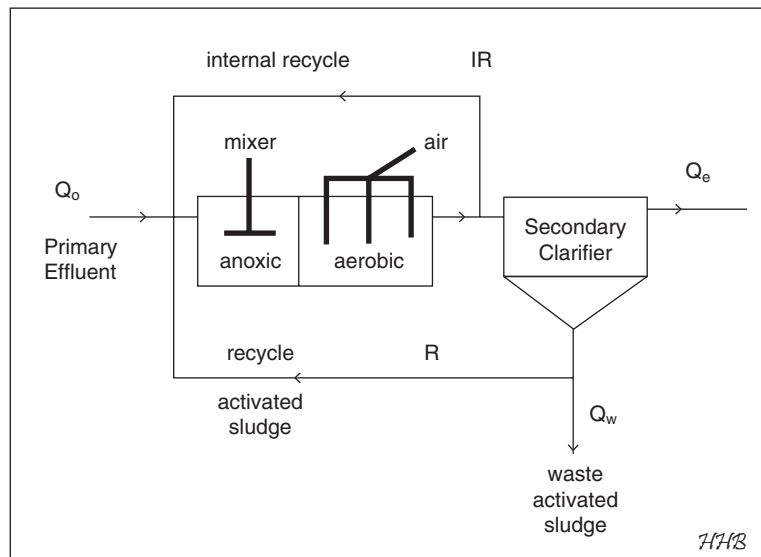 internal recycle IR
mixer
air
Qₒ
Qₑ
Primary
Effluent
anoxic
aerobic
Secondary
Clarifier
recycle R
activated
sludge
Q_w
waste
activated
sludge
HHB